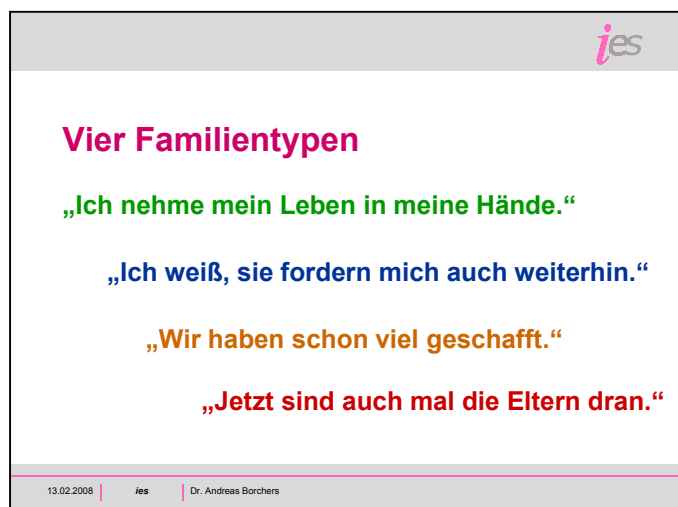 ies
Vier Familientypen
„Ich nehme mein Leben in meine Hände.“
„Ich weiß, sie fordern mich auch weiterhin.“
„Wir haben schon viel geschafft.“
„Jetzt sind auch mal die Eltern dran.“
13.02.2008 ies Dr. Andreas Borchers